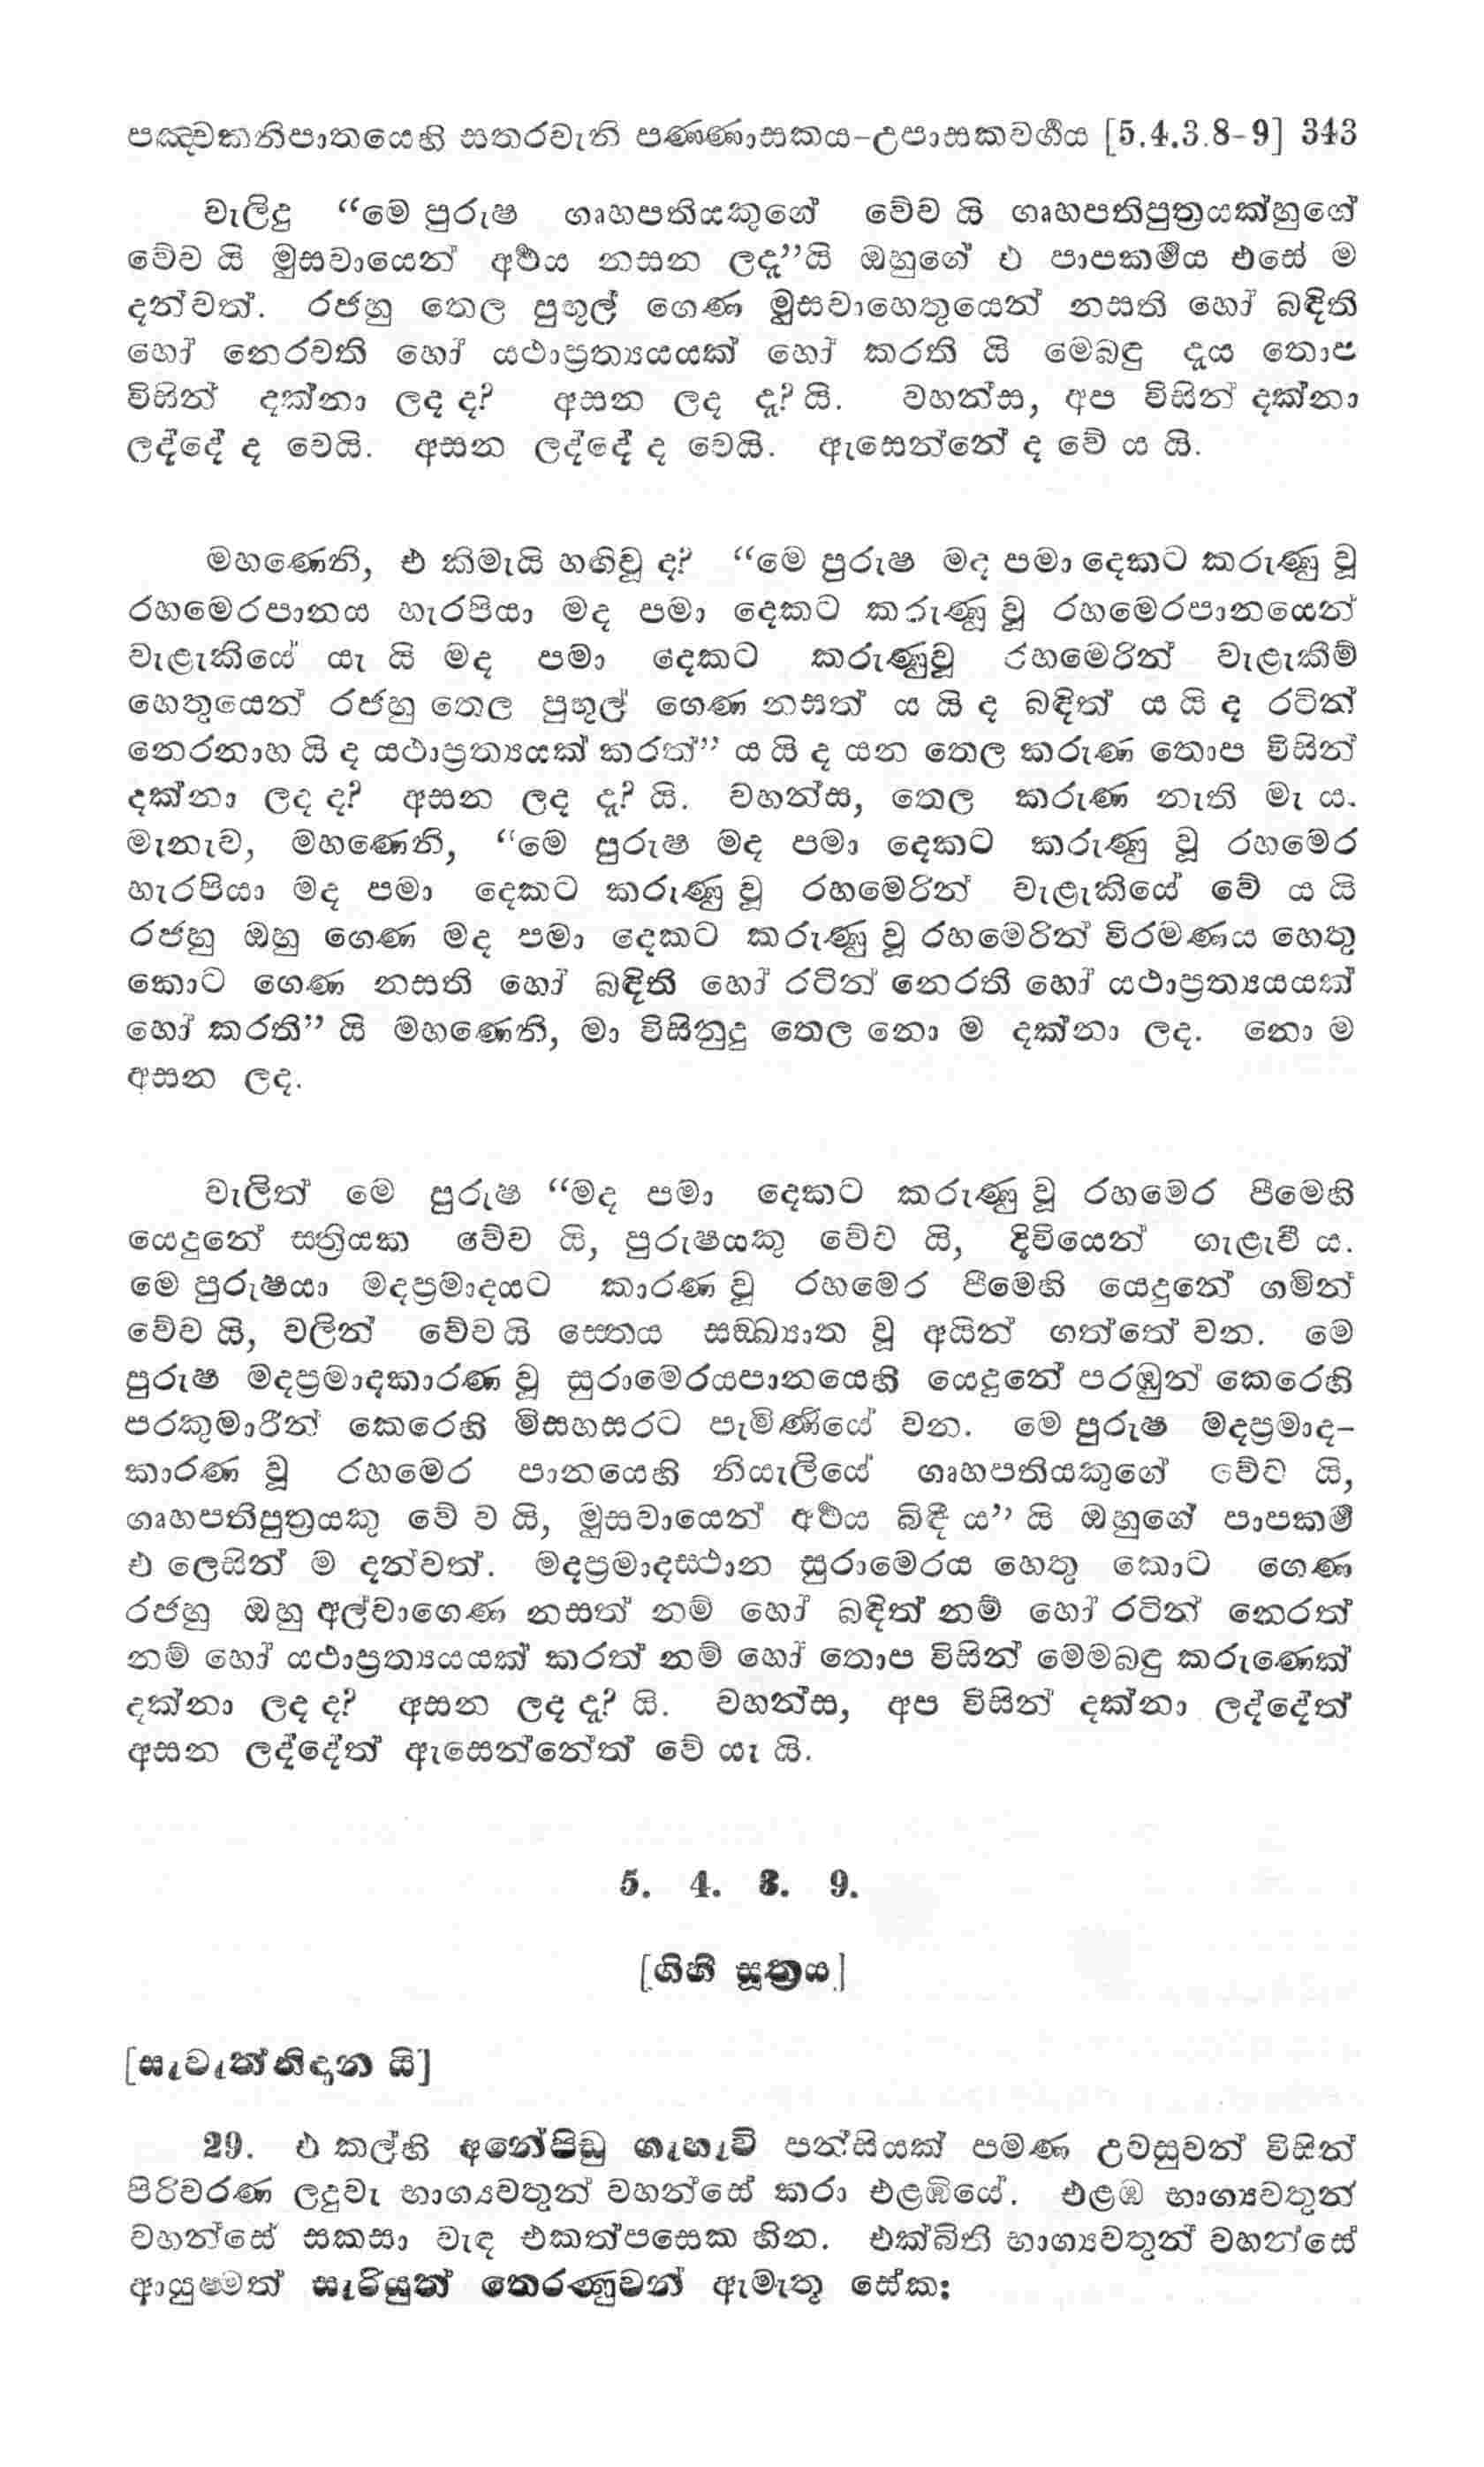 පඤ්චකනිපාතයෙහි සතරවැනි පණ්ණාසකය-උපාසකවර්‍ගය [5.4.3.8-9] 343
වැලිදු “මෙ පුරුෂ ගෘහපතියකුගේ වේව යි ගෘහපතිපුත්‍රයක්හුගේ
වේව යි මුසවායෙන් අර්‍ථය නසන ලදැ”යි ඔහුගේ එ පාපකර්‍මය එසේ ම
දන්වත්. රජහු තෙල පුඟුල් ගෙණ මුසවාහෙතුයෙන් නසති හෝ බඳිති
හෝ නෙරවති හෝ යථාප්‍රත්‍යයයක් හෝ කරති යි මෙබඳු දැය තොප
විසින් දක්නා ලද ද? අසන ලද දැ? යි. වහන්ස, අප විසින් දක්නා
ලද්දේ ද වෙයි. අසන ලද්දේ ද වෙයි. ඇසෙන්නේ ද වේ ය යි.
මහණෙනි, එ කිමැයි හඟිවූ ද? “මෙ පුරුෂ මද පමා දෙකට කරුණු වූ
රහමෙරපානය හැරපියා මද පමා දෙකට කරුණු වූ රහමෙරපානයෙන්
වැළැකියේ යැ යි මද පමා දෙකට කරුණුවූ රහමෙරින් වැළැකීම්
හෙතුයෙන් රජහු තෙල පුඟුල් ගෙණ නසත් ය යි ද බඳිත් ය යි ද රටින්
නෙරනාහ යි ද යථාප්‍රත්‍යයක් කරත්” ය යි ද යන තෙල කරුණ තොප විසින්
දක්නා ලද ද? අසන ලද දැ? යි. වහන්ස, තෙල කරුණ නැති මැ ය.
මැනැව, මහණෙනි, “මෙ පුරුෂ මද පමා දෙකට කරුණු වූ රහමෙර
හැරපියා මද පමා දෙකට කරුණු වූ රහමෙරින් වැළැකියේ වේ ය යි
රජහු ඔහු ගෙණ මද පමා දෙකට කරුණු වූ රහමෙරින් විරමණය හෙතු
කොට ගෙණ නසති හෝ බඳිති හෝ රටින් නෙරති හෝ යථාප්‍රත්‍යයයක්
හෝ කරති” යි මහණෙනි, මා විසිනුදු තෙල නො ම දක්නා ලද. නො ම
අසන ලද.
වැලිත් මෙ පුරුෂ “මද පමා දෙකට කරුණු වූ රහමෙර පීමෙහි
යෙදුනේ සත්‍රියක වේව යි, පුරුෂයකු වේව යි, දිවියෙන් ගැළැවී ය.
මෙ පුරුෂයා මදප්‍රමාදයට කාරණ වූ රහමෙර පීමෙහි යෙදුනේ ගමින්
වේව යි, වලින් වේව යි ස්තෙය සඞ්ඛ්‍යාත වූ අයින් ගත්තේ වන. මෙ
පුරුෂ මදප්‍රමාදකාරණ වූ සුරාමෙරයපානයෙහි යෙදුනේ පරඹුන් කෙරෙහි
පරකුමාරීන් කෙරෙහි මිසහසරට පැමිණියේ වන. මෙ පුරුෂ මදප්‍රමාද-
කාරණ වූ රහමෙර පානයෙහි නියැලියේ ගෘහපතියකුගේ වේව යි,
ගෘහපතිපුත්‍රයකු වේ ව යි, මුසවායෙන් අර්‍ථය බිඳී ය” යි ඔහුගේ පාපකර්‍ම
එ ලෙසින් ම දන්වත්. මදප්‍රමාදස්ථාන සුරාමෙරය හෙතු කොට ගෙණ
රජහු ඔහු අල්වාගෙණ නසත් නම් හෝ බඳිත් නම් හෝ රටින් නෙරත්
නම් හෝ යථාප්‍රත්‍යයයක් කරත් නම් හෝ තොප විසින් මෙමබඳු කරුණෙක්
දක්නා ලද ද? අසන ලද දැ? යි. වහන්ස, අප විසින් දක්නා ලද්දේත්
අසන ලද්දේත් ඇසෙන්නේත් වේ යැ යි.
5. 4. 3. 9.
[ගිහි සූත්‍රය]
[සැවැත්නිදාන යි]
29. එ කල්හි අනේපිඬු ගැහැවි පන්සියක් පමණ උවසුවන් විසින්
පිරිවරණ ලදුවැ භාග්‍යවතුන් වහන්සේ කරා එළඹියේ. එළඹ භාග්‍යවතුන්
වහන්සේ සකසා වැඳ එකත්පසෙක හින. එක්බිති භාග්‍යවතුන් වහන්සේ
ආයුෂ්මත් සැරියුත් තෙරණුවන් ඇමැතූ සේක: